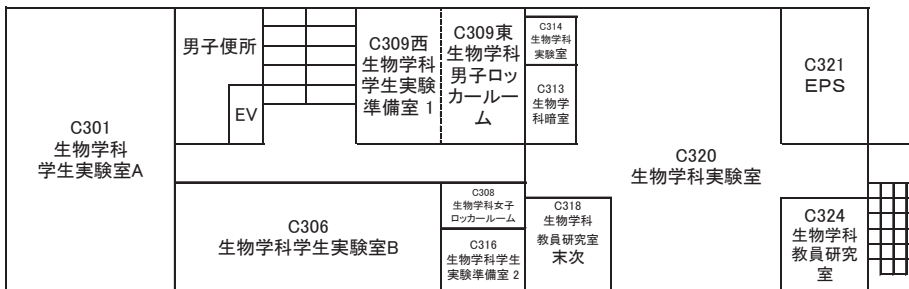 C301
生物学科
学生実験室A
男子便所
EV
C309西
生物学科
学生実験
準備室 1
C309東
生物学科
男子ロッ
カールー
ム
C314
生物学科
実験室
C313
生物学
科暗室
C321
EPS
C320
生物学科実験室
C306
生物学科学生実験室B
C308
生物学科女子
ロッカールーム
C316
生物学科学生
実験準備室 2
C318
生物学科
教員研究室
末次
C324
生物学科
教員研究
室